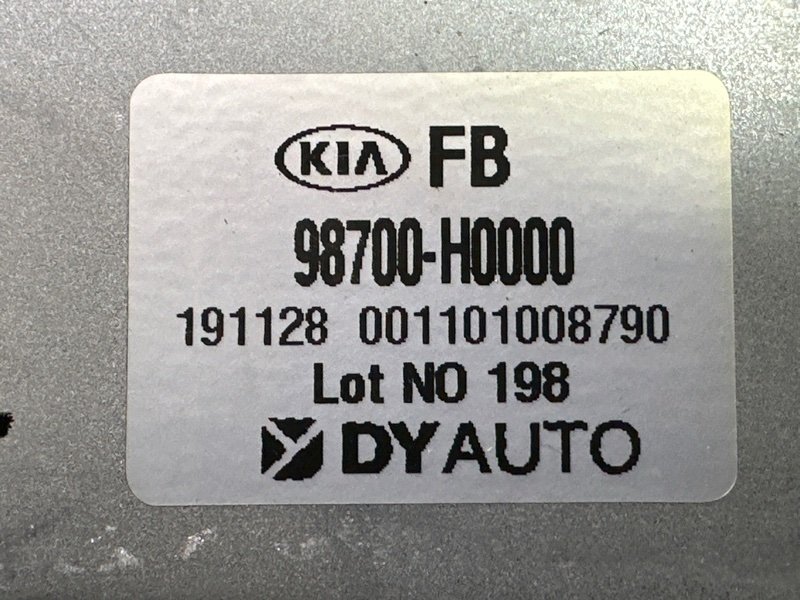 KIA FB
98700-H0000
191128 001101008790
Lot NO 198
DYAUTO